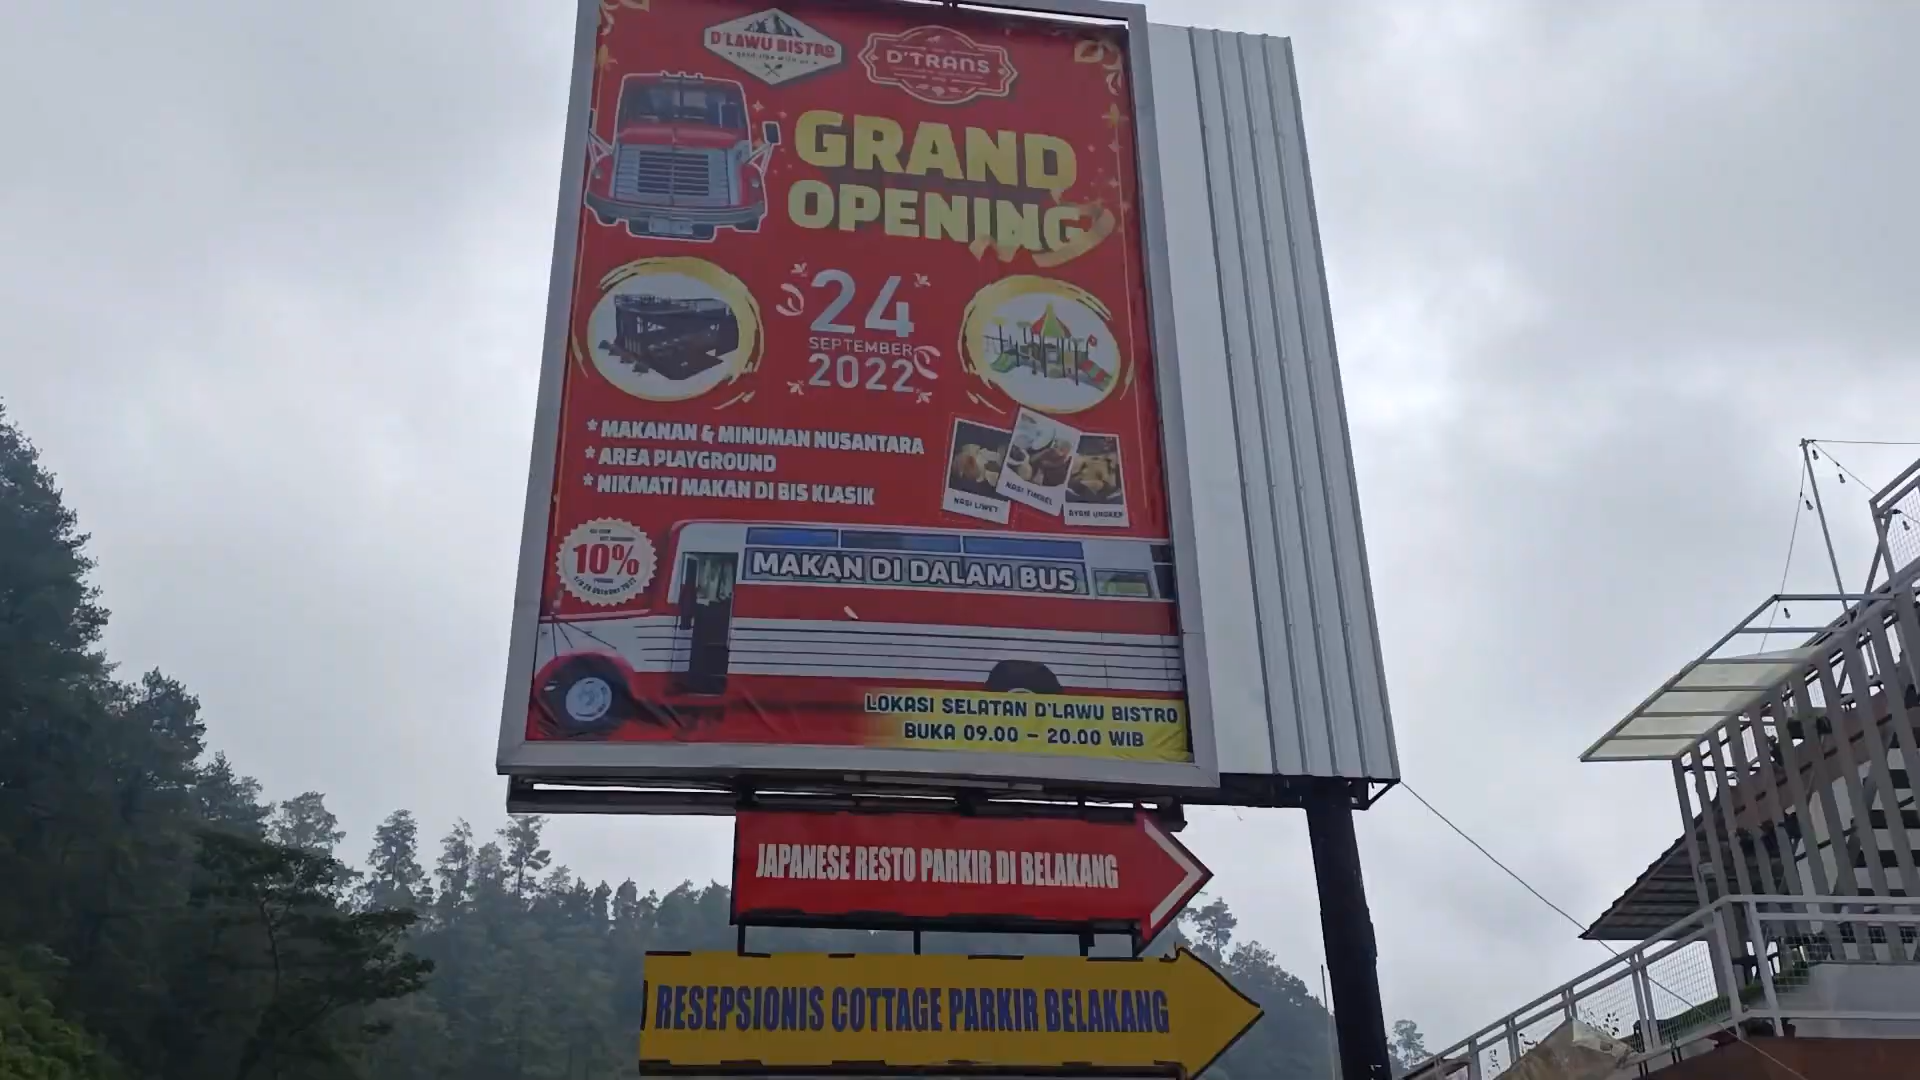 D'LAWU BISTRO
D'TRANS
GRAND
OPENING
24
SEPTEMBER
2022
* MAKANAN & MINUMAN NUSANTARA
* AREA PLAYGROUND
* NIKMATI MAKAN DI BIS KLASIK
NASI LIWET
NASI TIMBEL
AYAM UNGKEP
10%
MAKAN DI DALAM BUS
LOKASI SELATAN D'LAWU BISTRO
BUKA 09.00 – 20.00 WIB
JAPANESE RESTO PARKIR DI BELAKANG
RESEPSIONIS COTTAGE PARKIR BELAKANG